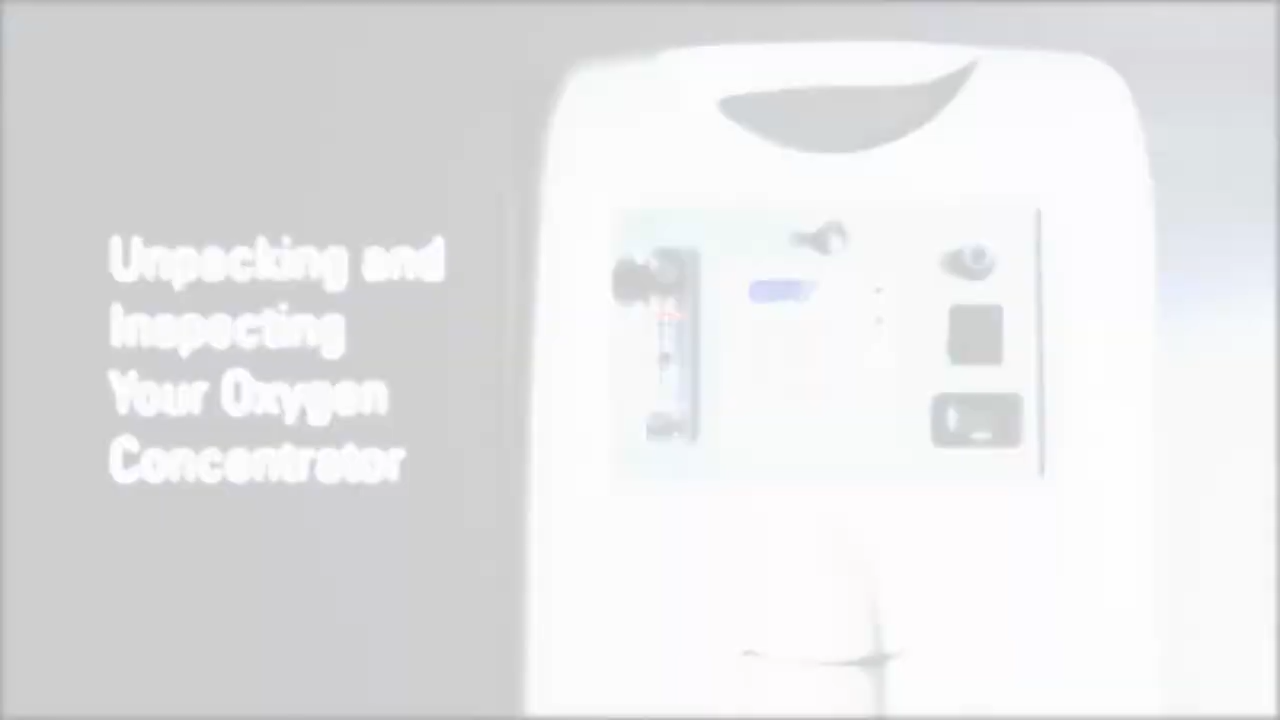 Unpacking and
Inspecting
Your Oxygen
Concentrator